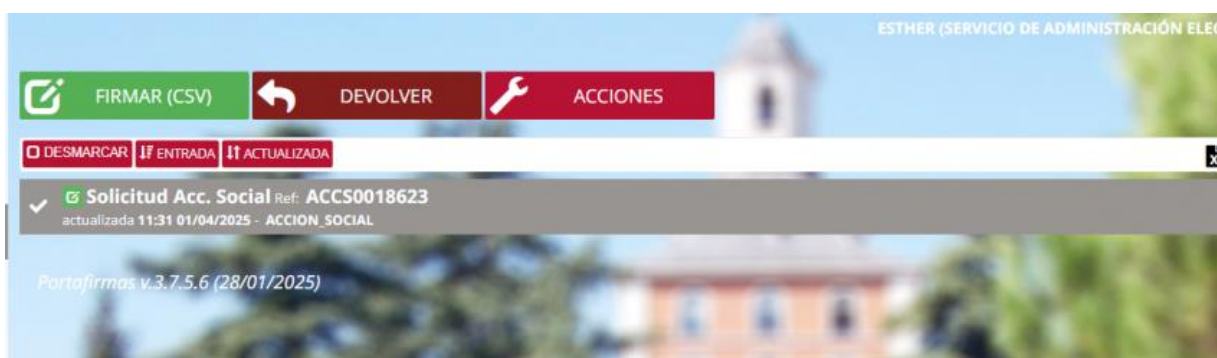 ESTHER (SERVICIO DE ADMINISTRACIÓN ELE
FIRMAR (CSV) DEVOLVER ACCIONES
DESMARCAR ENTRADA ACTUALIZADA
Solicitud Acc. Social Ref: ACCS0018623
actualizada 11:31 01/04/2025 - ACCION_SOCIAL
Portafirmas v.3.7.5.6 (28/01/2025)